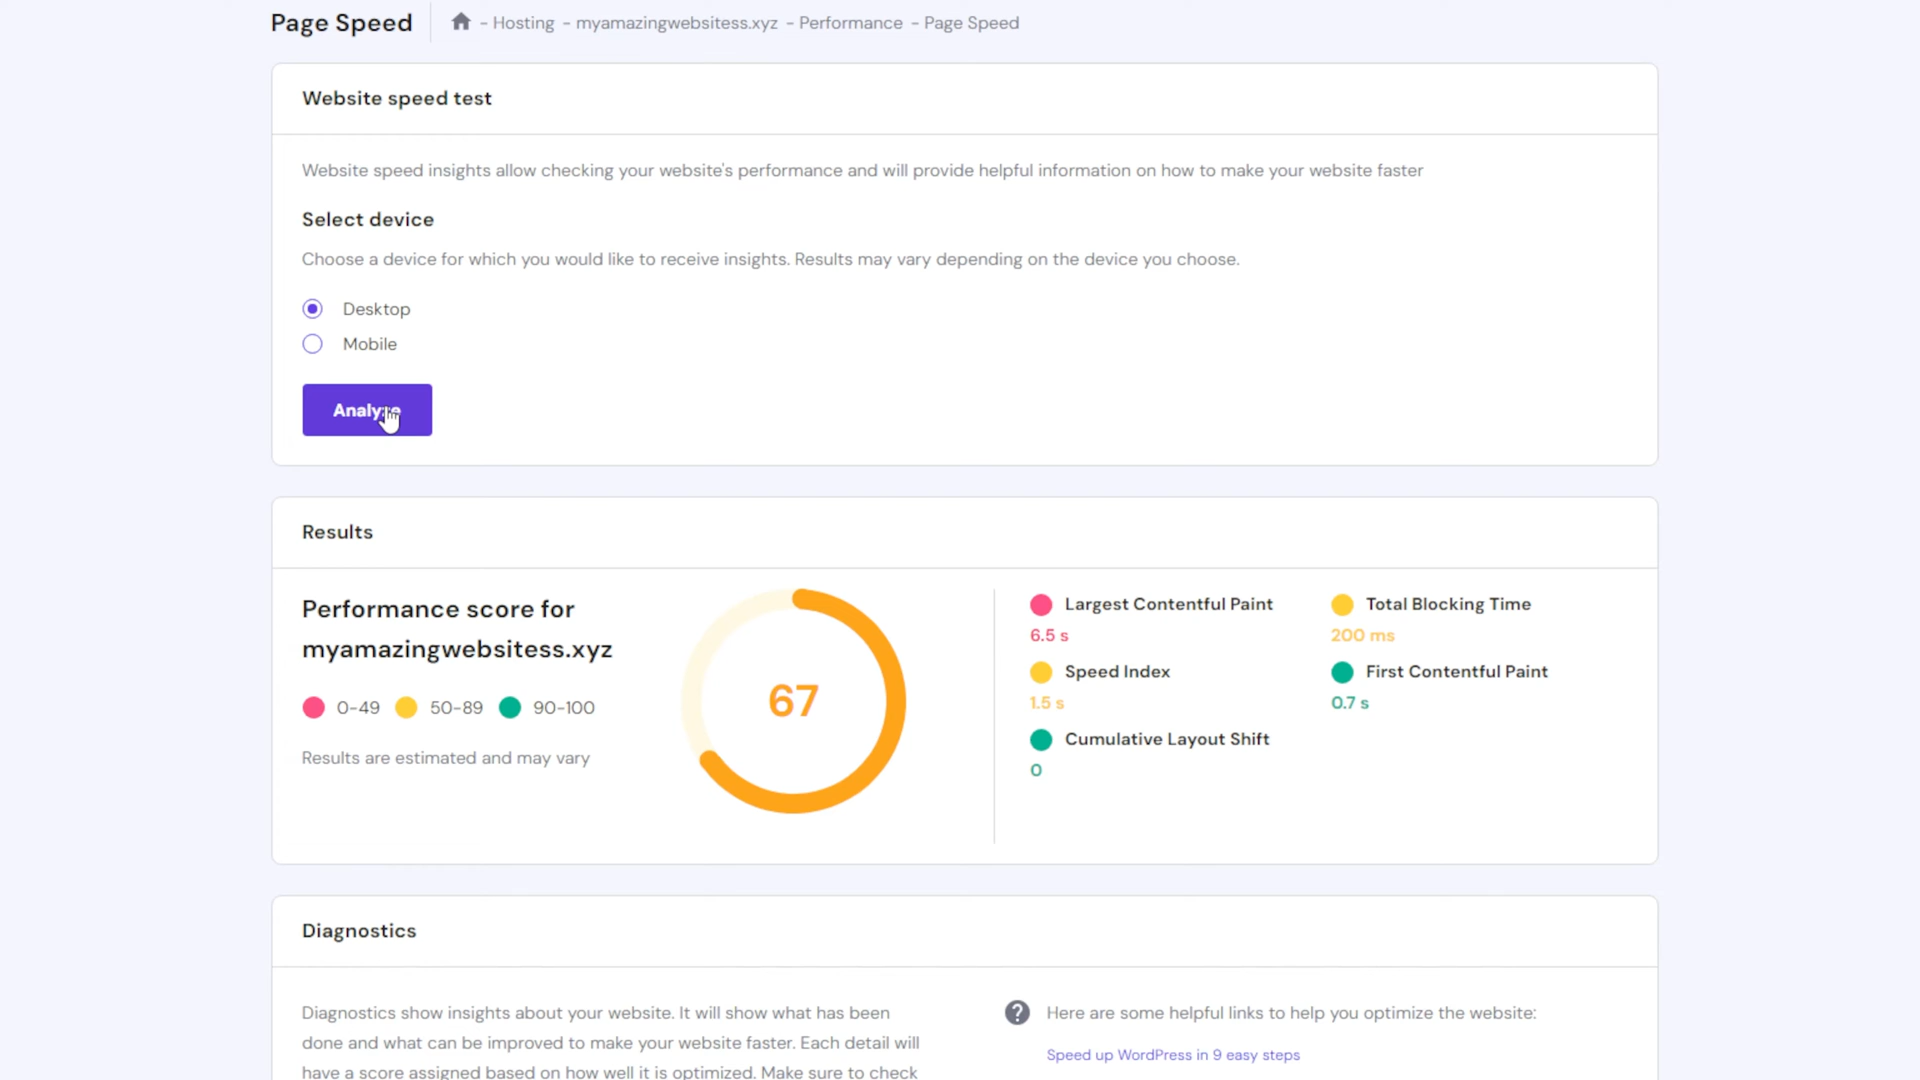 Page Speed
- Hosting - myamazingwebsitess.xyz - Performance - Page Speed
Website speed test
Website speed insights allow checking your website's performance and will provide helpful information on how to make your website faster
Select device
Choose a device for which you would like to receive insights. Results may vary depending on the device you choose.
Desktop
Mobile
Analyze
Results
Performance score for
myamazingwebsitess.xyz
0-49 50-89 90-100
Results are estimated and may vary
67
Largest Contentful Paint
6.5 s
Total Blocking Time
200 ms
Speed Index
1.5 s
First Contentful Paint
0.7 s
Cumulative Layout Shift
0
Diagnostics
Diagnostics show insights about your website. It will show what has been
done and what can be improved to make your website faster. Each detail will
have a score assigned based on how well it is optimized. Make sure to check
? Here are some helpful links to help you optimize the website:
Speed up WordPress in 9 easy steps